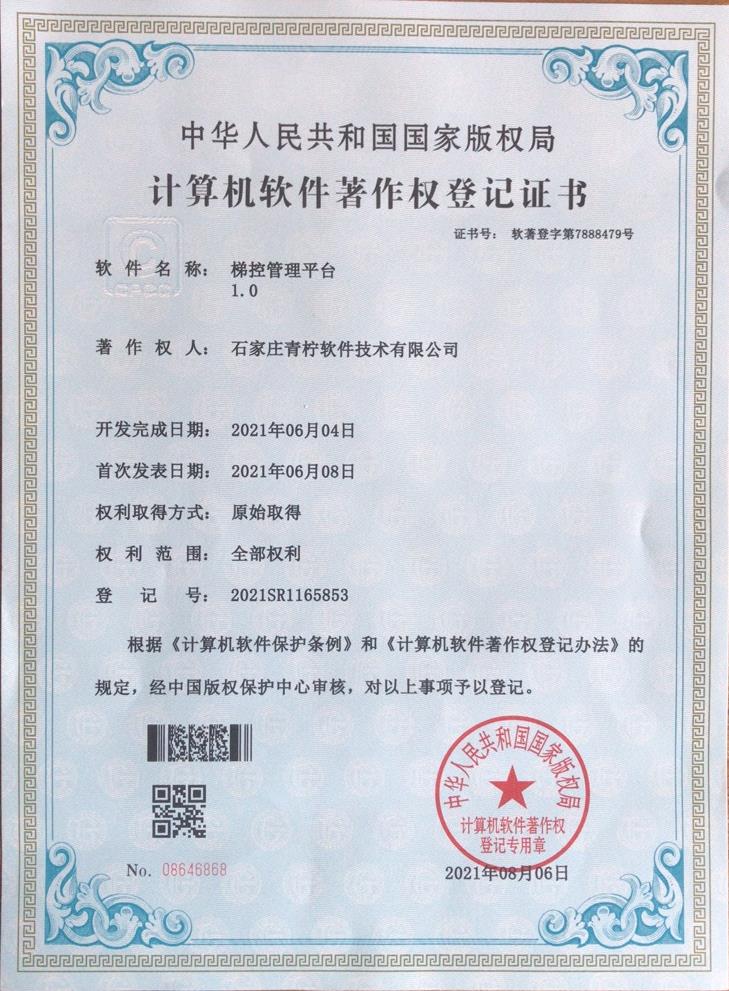 中华人民共和国国家版权局
计算机软件著作权登记证书
证书号： 软著登字第7888479号
软件名称： 梯控管理平台
1.0
著作权人： 石家庄青柠软件技术有限公司
开发完成日期： 2021年06月04日
首次发表日期： 2021年06月08日
权利取得方式： 原始取得
权利范围： 全部权利
登记号： 2021SR1165853
根据《计算机软件保护条例》和《计算机软件著作权登记办法》的
规定，经中国版权保护中心审核，对以上事项予以登记。
中华人民共和国国家版权局
计算机软件著作权
登记专用章
No. 08646868
2021年08月06日